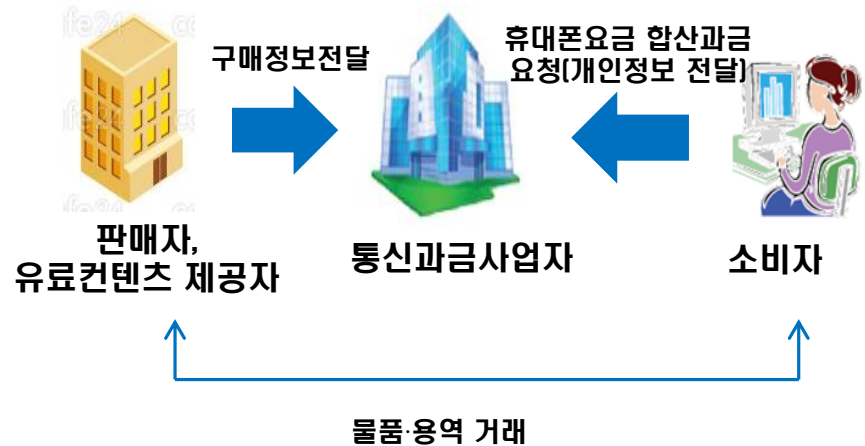 구매정보전달
휴대폰요금 합산과금
요청(개인정보 전달)
판매자,
유료컨텐츠 제공자
통신과금사업자
소비자
물품·용역 거래